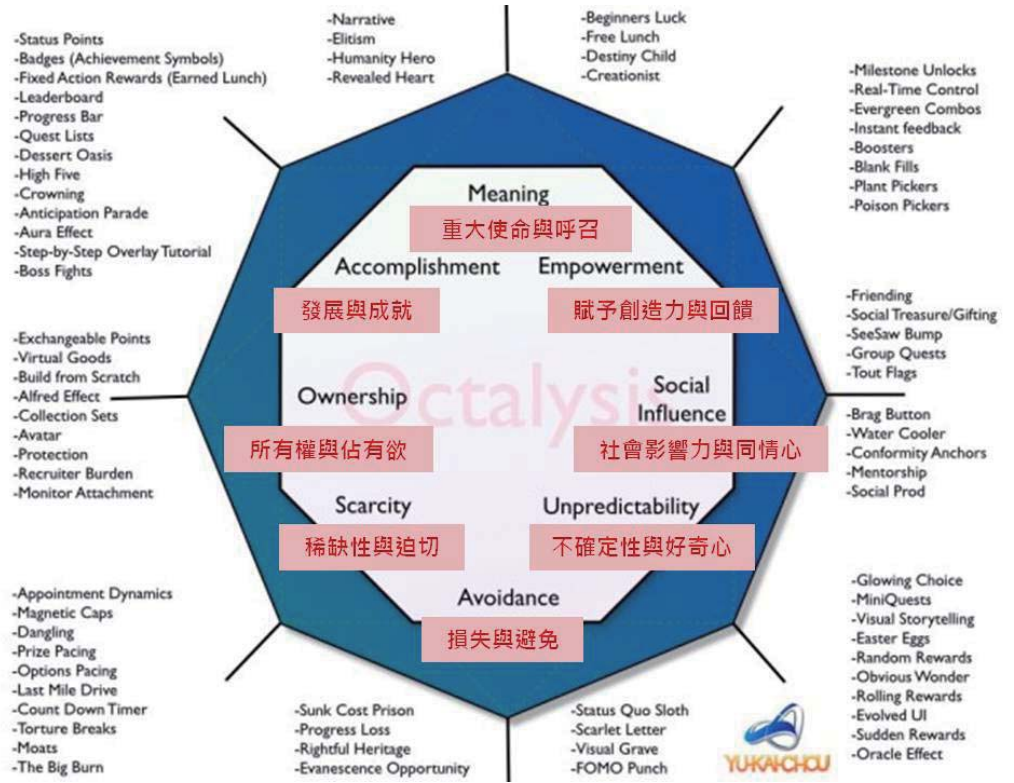 -Narrative
-Elitism
-Humanity Hero
-Revealed Heart
-Beginners Luck
-Free Lunch
-Destiny Child
-Creationist
-Status Points
-Badges (Achievement Symbols)
-Fixed Action Rewards (Earned Lunch)
-Leaderboard
-Progress Bar
-Quest Lists
-Dessert Oasis
-High Five
-Crowning
-Anticipation Parade
-Aura Effect
-Step-by-Step Overlay Tutorial
-Boss Fights
-Milestone Unlocks
-Real-Time Control
-Evergreen Combos
-Instant feedback
-Boosters
-Blank Fills
-Plant Pickers
-Poison Pickers
Meaning
重大使命與呼召
Accomplishment
發展與成就
Empowerment
賦予創造力與回饋
Octalysis
Ownership
所有權與佔有欲
Social
Influence
社會影響力與同情心
Scarcity
稀缺性與迫切
Unpredictability
不確定性與好奇心
Avoidance
損失與避免
-Exchangeable Points
-Virtual Goods
-Build from Scratch
-Alfred Effect
-Collection Sets
-Avatar
-Protection
-Recruiter Burden
-Monitor Attachment
-Friending
-Social Treasure/Gifting
-SeeSaw Bump
-Group Quests
-Tout Flags
-Brag Button
-Water Cooler
-Conformity Anchors
-Mentorship
-Social Prod
-Appointment Dynamics
-Magnetic Caps
-Dangling
-Prize Pacing
-Options Pacing
-Last Mile Drive
-Count Down Timer
-Torture Breaks
-Moats
-The Big Burn
-Sunk Cost Prison
-Progress Loss
-Rightful Heritage
-Evanescence Opportunity
-Status Quo Sloth
-Scarlet Letter
-Visual Grave
-FOMO Punch
-Glowing Choice
-MiniQuests
-Visual Storytelling
-Easter Eggs
-Random Rewards
-Obvious Wonder
-Rolling Rewards
-Evolved UI
-Sudden Rewards
-Oracle Effect
YU-KAI-CHOU